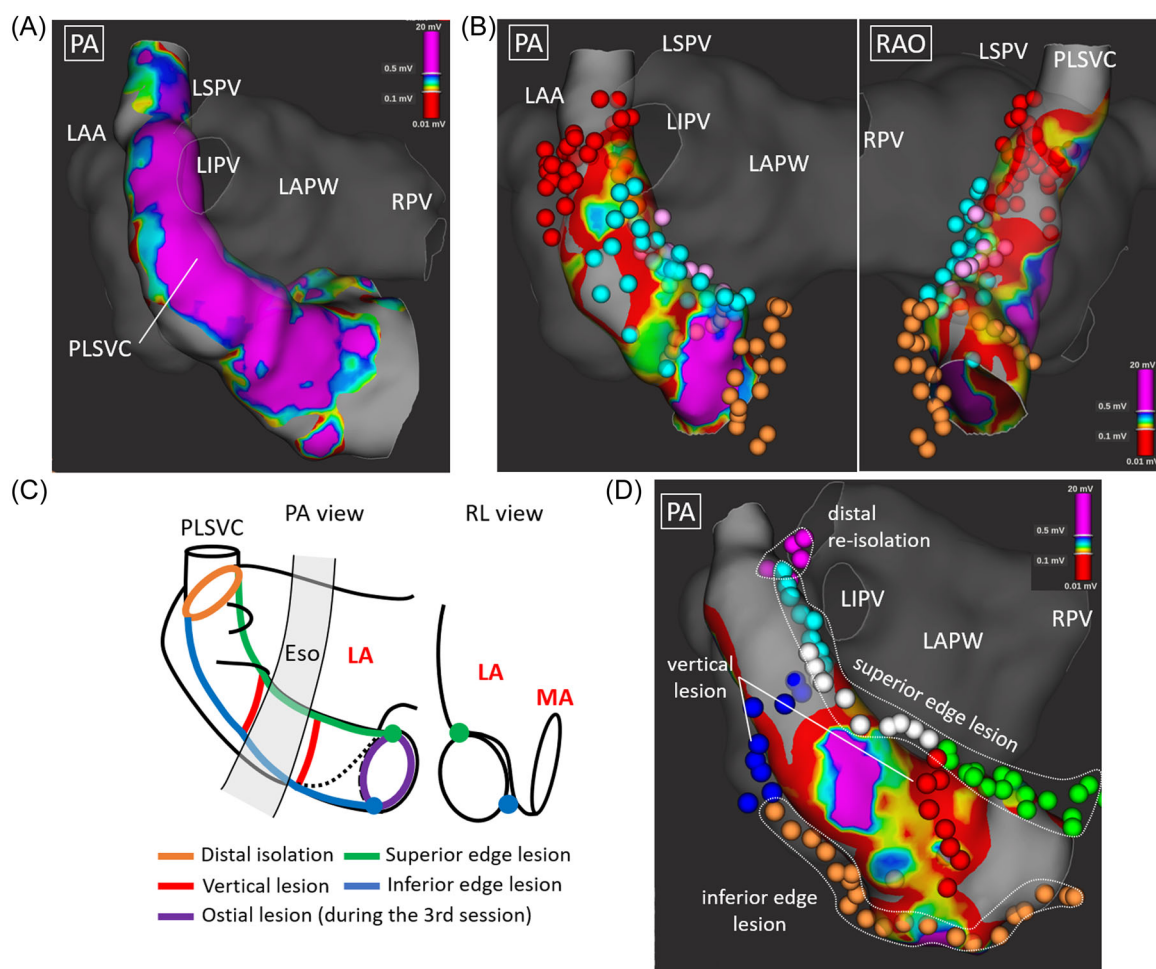 (A)
PA
20 mV
0.5 mV
0.1 mV
0.01 mV
LSPV
LAA
LIPV
LAPW
RPV
PLSVC
(B)
PA
LSPV
LAA
LIPV
LAPW
RAO
LSPV
PLSVC
RPV
20 mV
0.5 mV
0.1 mV
0.01 mV
(C)
PA view
RL view
PLSVC
Eso
LA
LA
MA
Distal isolation
Superior edge lesion
Vertical lesion
Inferior edge lesion
Ostial lesion (during the 3rd session)
(D)
PA
distal
re-isolation
20 mV
0.5 mV
0.1 mV
0.01 mV
LIPV
LAPW
RPV
vertical
lesion
superior edge lesion
inferior edge
lesion